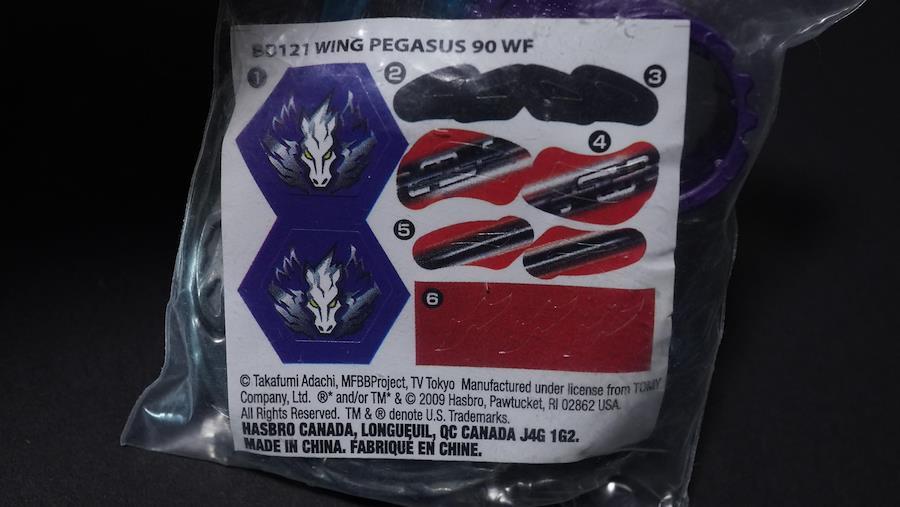 BD121 WING PEGASUS 90 WF
1 2 3
4
5
6
© Takafumi Adachi, MFBBProject, TV Tokyo Manufactured under license from TOMY
Company, Ltd. ®* and/or TM* & © 2009 Hasbro, Pawtucket, RI 02862 USA.
All Rights Reserved. TM & ® denote U.S. Trademarks.
HASBRO CANADA, LONGUEUIL, QC CANADA J4G 1G2.
MADE IN CHINA. FABRIQUÉ EN CHINE.